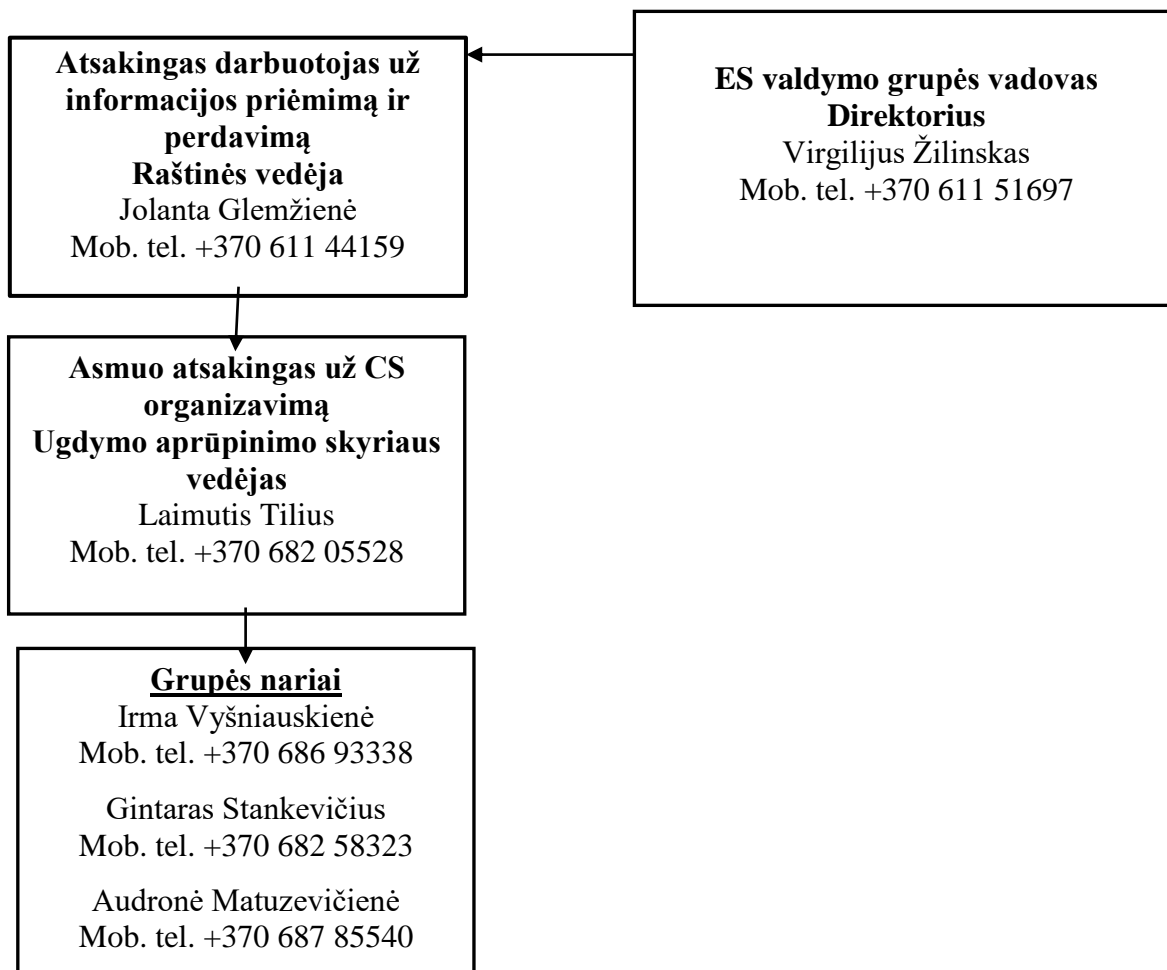 Atsakingas darbuotojas už
informacijos priėmimą ir
perdavimą
Raštinės vedėja
Jolanta Glemžienė
Mob. tel. +370 611 44159
ES valdymo grupės vadovas
Direktorius
Virgilijus Žilinskas
Mob. tel. +370 611 51697
Asmuo atsakingas už CS
organizavimą
Ugdymo aprūpinimo skyriaus
vedėjas
Laimutis Tilius
Mob. tel. +370 682 05528
Grupės nariai
Irma Vyšniauskienė
Mob. tel. +370 686 93338
Gintaras Stankevičius
Mob. tel. +370 682 58323
Audronė Matuzevičienė
Mob. tel. +370 687 85540